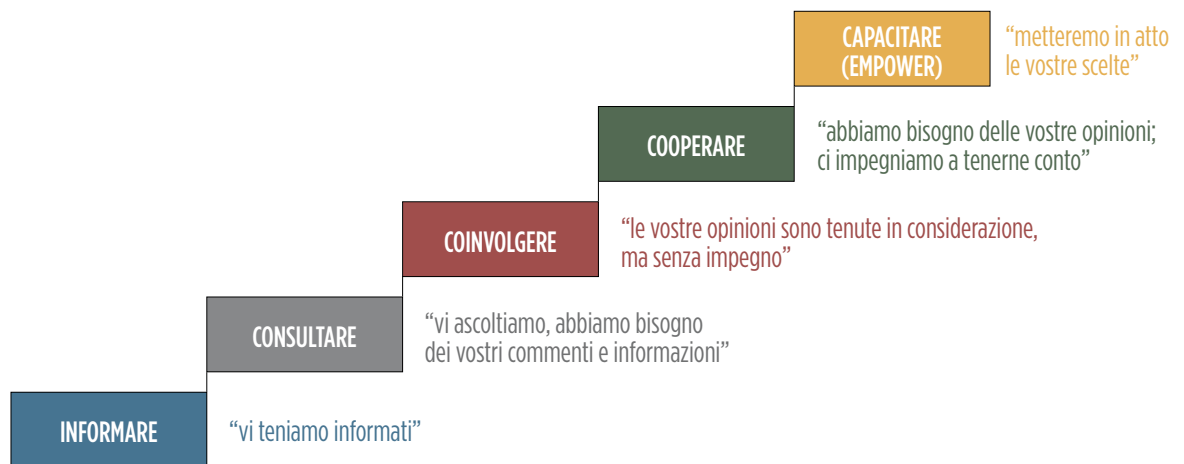 CAPACITARE
(EMPOWER)
“metteremo in atto
le vostre scelte”
COOPERARE
“abbiamo bisogno delle vostre opinioni;
ci impegniamo a tenerne conto”
COINVOLGERE
“le vostre opinioni sono tenute in considerazione,
ma senza impegno”
CONSULTARE
“vi ascoltiamo, abbiamo bisogno
dei vostri commenti e informazioni”
INFORMARE
“vi teniamo informati”